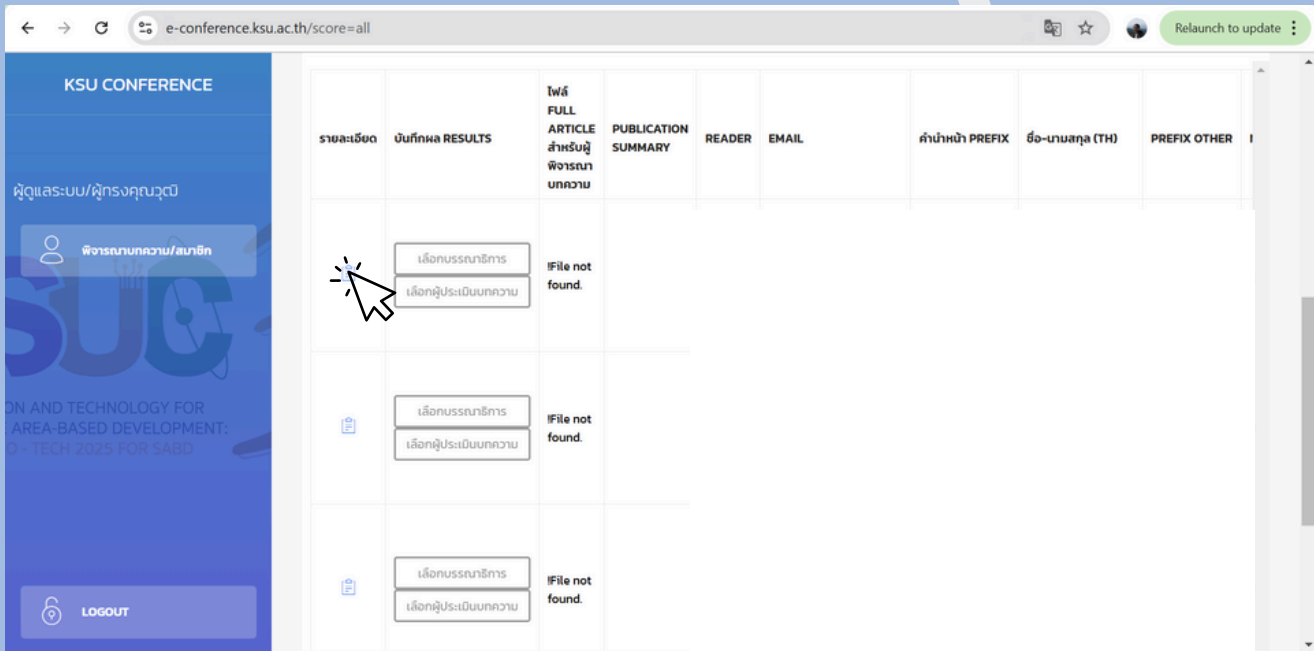 e-conference.ksu.ac.th/score=all
Relaunch to update
KSU CONFERENCE
ผู้ดูแลระบบ/ผู้ทรงคุณวุฒิ
พิจารณาบทความ/สมาชิก
SUC
ON AND TECHNOLOGY FOR
E AREA-BASED DEVELOPMENT:
O - TECH 2025 FOR SABD
LOGOUT
รายละเอียด
บันทึกผล RESULTS
ไฟล์
FULL
ARTICLE
สำหรับผู้
พิจารณา
บทความ
PUBLICATION
SUMMARY
READER
EMAIL
คำนำหน้า PREFIX
ชื่อ-นามสกุล (TH)
PREFIX OTHER
เลือกบรรณาธิการ
เลือกผู้ประเมินบทความ
!File not
found.
เลือกบรรณาธิการ
เลือกผู้ประเมินบทความ
!File not
found.
เลือกบรรณาธิการ
เลือกผู้ประเมินบทความ
!File not
found.